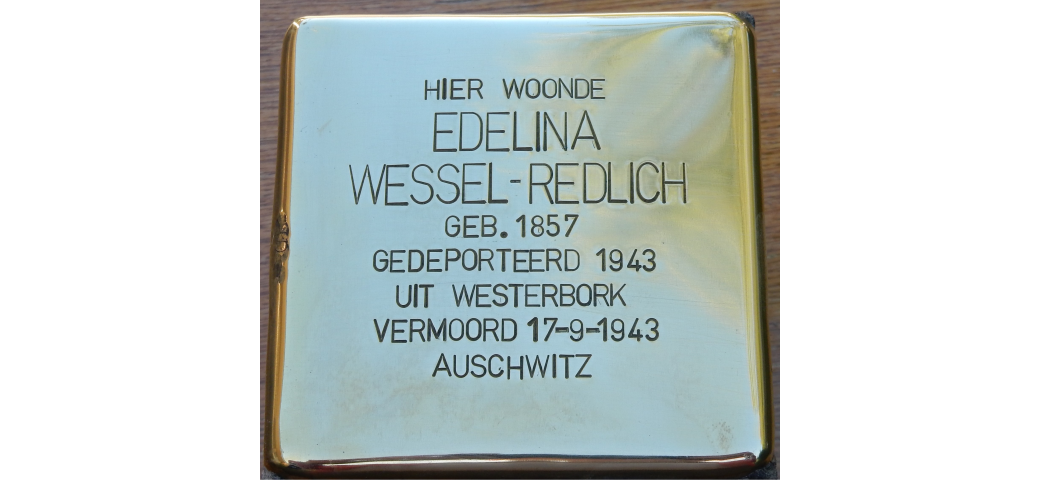 HIER WOONDE
EDELINA
WESSEL-REDLICH
GEB. 1857
GEDEPORTEERD 1943
UIT WESTERBORK
VERMOORD 17-9-1943
AUSCHWITZ